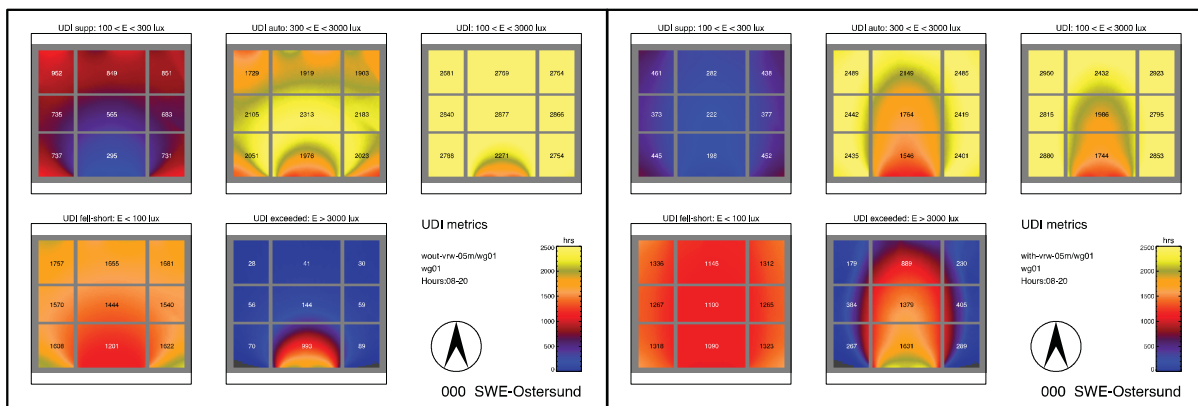 UDI supp: 100 < E < 300 lux
UDI auto: 300 < E < 3000 lux
UDI: 100 < E < 3000 lux
952 849 851
735 565 683
737 295 731
1729 1919 1903
2105 2313 2183
2051 1976 2023
2681 2769 2754
2840 2877 2866
2788 2271 2754
UDI fell-short: E < 100 lux
UDI exceeded: E > 3000 lux
1757 1655 1681
1570 1444 1540
1608 1201 1622
28 41 30
56 144 59
70 993 89
UDI metrics
wout-vrw-05m/wg01
wg01
Hours:08-20
hrs
2500
2000
1500
1000
500
0
000 SWE-Ostersund
UDI supp: 100 < E < 300 lux
UDI auto: 300 < E < 3000 lux
UDI: 100 < E < 3000 lux
461 282 438
373 222 377
445 198 452
2489 2149 2485
2442 1764 2419
2435 1546 2401
2950 2432 2923
2815 1986 2795
2880 1744 2853
UDI fell-short: E < 100 lux
UDI exceeded: E > 3000 lux
1336 1145 1312
1267 1100 1265
1318 1090 1323
179 889 230
384 1379 405
267 1631 289
UDI metrics
with-vrw-05m/wg01
wg01
Hours:08-20
hrs
2500
2000
1500
1000
500
0
000 SWE-Ostersund